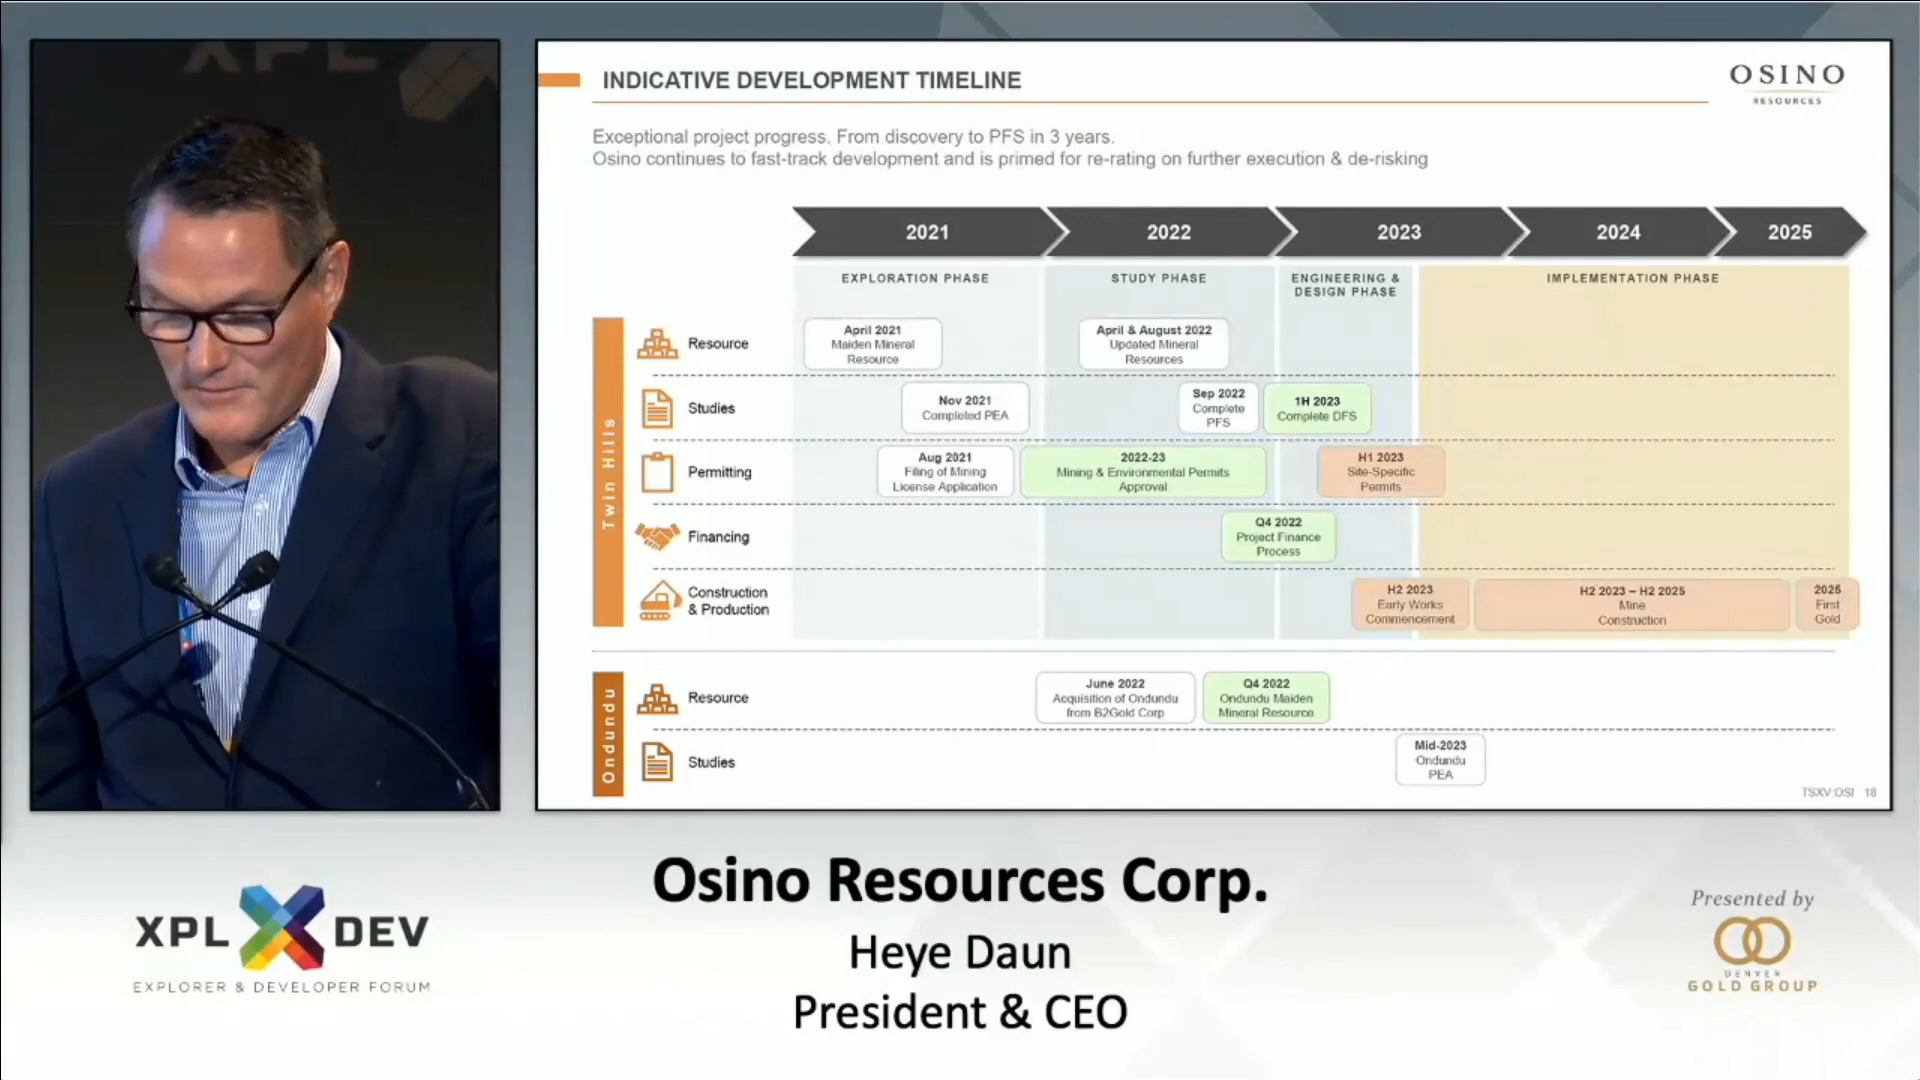 XPL
INDICATIVE DEVELOPMENT TIMELINE
OSINO
RESOURCES
Exceptional project progress. From discovery to PFS in 3 years.
Osino continues to fast-track development and is primed for re-rating on further execution & de-risking
2021
2022
2023
2024
2025
EXPLORATION PHASE
STUDY PHASE
ENGINEERING &
DESIGN PHASE
IMPLEMENTATION PHASE
Twin Hills
Resource
April 2021
Maiden Mineral
Resource
April & August 2022
Updated Mineral
Resources
Studies
Nov 2021
Completed PEA
Sep 2022
Complete
PFS
1H 2023
Complete DFS
Permitting
Aug 2021
Filing of Mining
License Application
2022-23
Mining & Environmental Permits
Approval
H1 2023
Site-Specific
Permits
Financing
Q4 2022
Project Finance
Process
Construction
& Production
H2 2023
Early Works
Commencement
H2 2023 – H2 2025
Mine
Construction
2025
First
Gold
Ondundu
Resource
June 2022
Acquisition of Ondundu
from B2Gold Corp
Q4 2022
Ondundu Maiden
Mineral Resource
Studies
Mid-2023
Ondundu
PEA
TSXV:OSI 18
Osino Resources Corp.
Heye Daun
President & CEO
XPL DEV
EXPLORER & DEVELOPER FORUM
Presented by
DENVER
GOLD GROUP